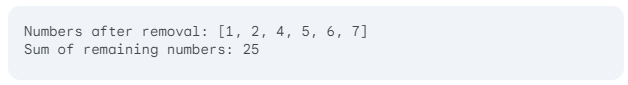 Numbers after removal: [1, 2, 4, 5, 6, 7]
Sum of remaining numbers: 25